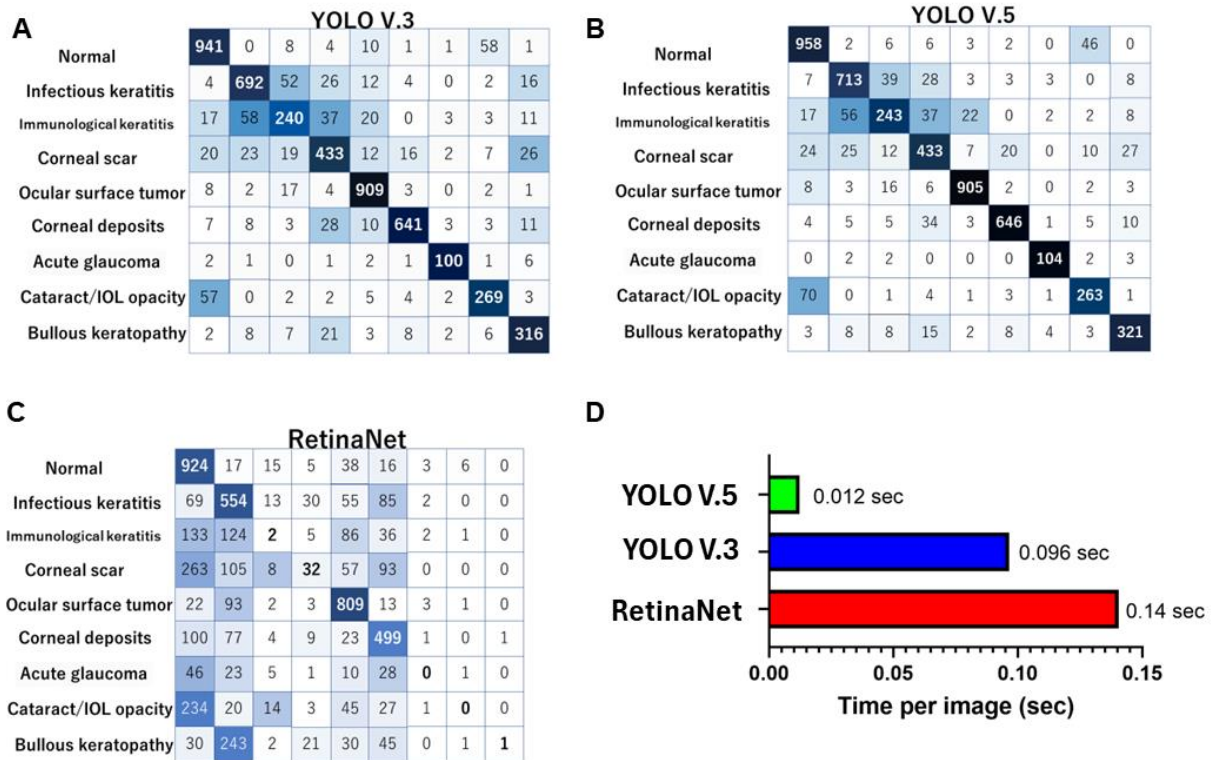 A
YOLO V.3
Normal 941 0 8 4 10 1 1 58 1
Infectious keratitis 4 692 52 26 12 4 0 2 16
Immunological keratitis 17 58 240 37 20 0 3 3 11
Corneal scar 20 23 19 433 12 16 2 7 26
Ocular surface tumor 8 2 17 4 909 3 0 2 1
Corneal deposits 7 8 3 28 10 641 3 3 11
Acute glaucoma 2 1 0 1 2 1 100 1 6
Cataract/IOL opacity 57 0 2 2 5 4 2 269 3
Bullous keratopathy 2 8 7 21 3 8 2 6 316
B
YOLO V.5
Normal 958 2 6 6 3 2 0 46 0
Infectious keratitis 7 713 39 28 3 3 3 0 8
Immunological keratitis 17 56 243 37 22 0 2 2 8
Corneal scar 24 25 12 433 7 20 0 10 27
Ocular surface tumor 8 3 16 6 905 2 0 2 3
Corneal deposits 4 5 5 34 3 646 1 5 10
Acute glaucoma 0 2 2 0 0 0 104 2 3
Cataract/IOL opacity 70 0 1 4 1 3 1 263 1
Bullous keratopathy 3 8 8 15 2 8 4 3 321
C
RetinaNet
Normal 924 17 15 5 38 16 3 6 0
Infectious keratitis 69 554 13 30 55 85 2 0 0
Immunological keratitis 133 124 2 5 86 36 2 1 0
Corneal scar 263 105 8 32 57 93 0 0 0
Ocular surface tumor 22 93 2 3 809 13 3 1 0
Corneal deposits 100 77 4 9 23 499 1 0 1
Acute glaucoma 46 23 5 1 10 28 0 1 0
Cataract/IOL opacity 234 20 14 3 45 27 1 0 0
Bullous keratopathy 30 243 2 21 30 45 0 1 1
D
YOLO V.5 0.012 sec
YOLO V.3 0.096 sec
RetinaNet 0.14 sec
0.00 0.05 0.10 0.15
Time per image (sec)